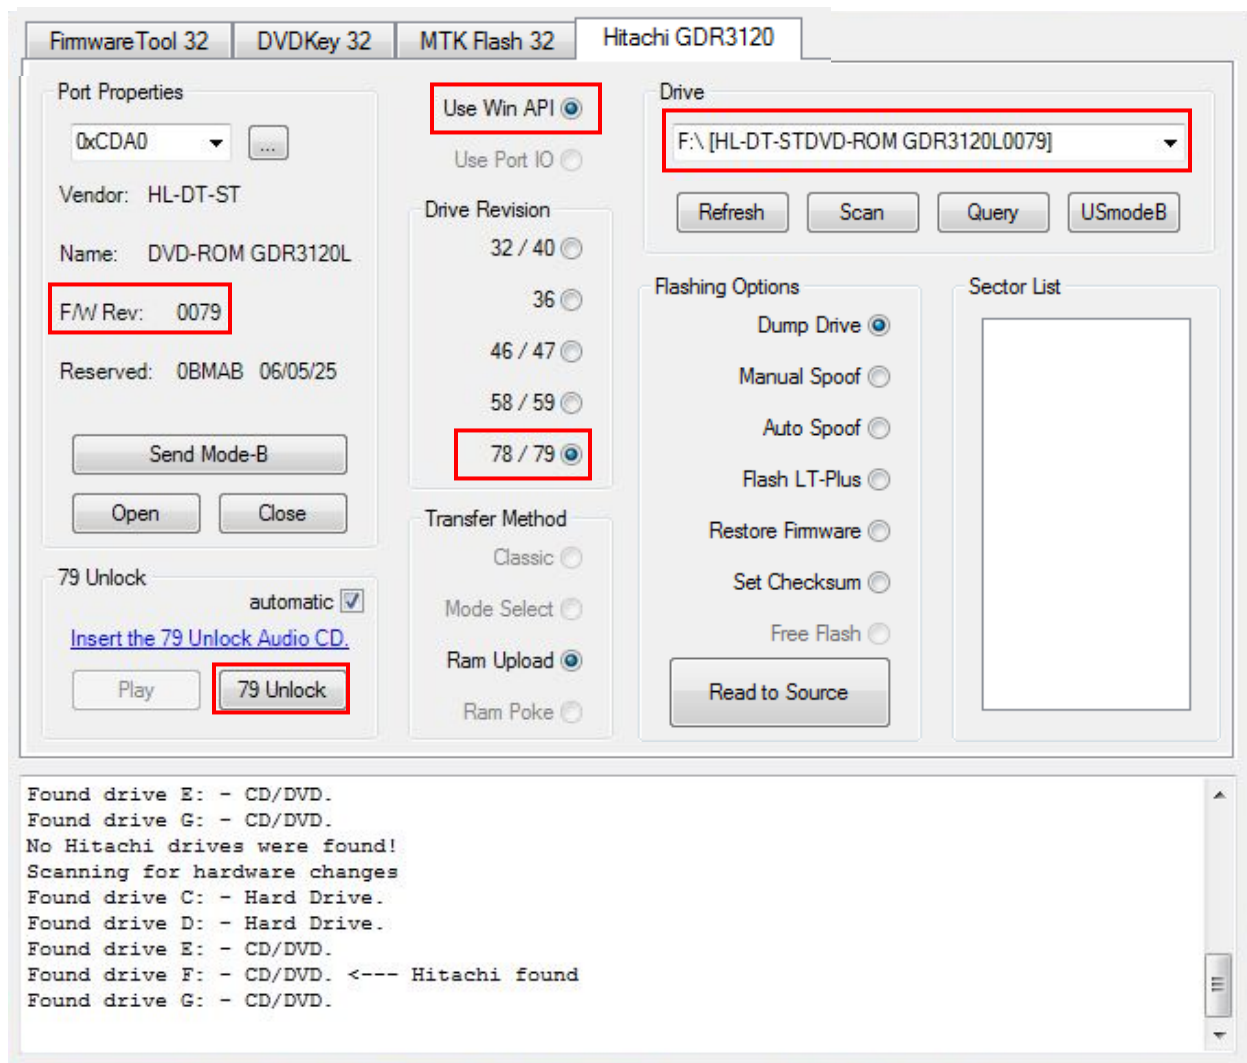 FirmwareTool 32
DVDKey 32
MTK Flash 32
Hitachi GDR3120
Port Properties
0xCDA0
...
Vendor: HL-DT-ST
Name: DVD-ROM GDR3120L
F/W Rev: 0079
Reserved: 0BMAB 06/05/25
Send Mode-B
Open
Close
79 Unlock
automatic
Insert the 79 Unlock Audio CD.
Play
79 Unlock
Use Win API
Use Port IO
Drive Revision
32 / 40
36
46 / 47
58 / 59
78 / 79
Transfer Method
Classic
Mode Select
Ram Upload
Ram Poke
Drive
F:\ [HL-DT-STDVD-ROM GDR3120L0079]
Refresh
Scan
Query
USmodeB
Flashing Options
Dump Drive
Manual Spoof
Auto Spoof
Flash LT-Plus
Restore Firmware
Set Checksum
Free Flash
Read to Source
Sector List
Found drive E: - CD/DVD.
Found drive G: - CD/DVD.
No Hitachi drives were found!
Scanning for hardware changes
Found drive C: - Hard Drive.
Found drive D: - Hard Drive.
Found drive E: - CD/DVD.
Found drive F: - CD/DVD. <--- Hitachi found
Found drive G: - CD/DVD.